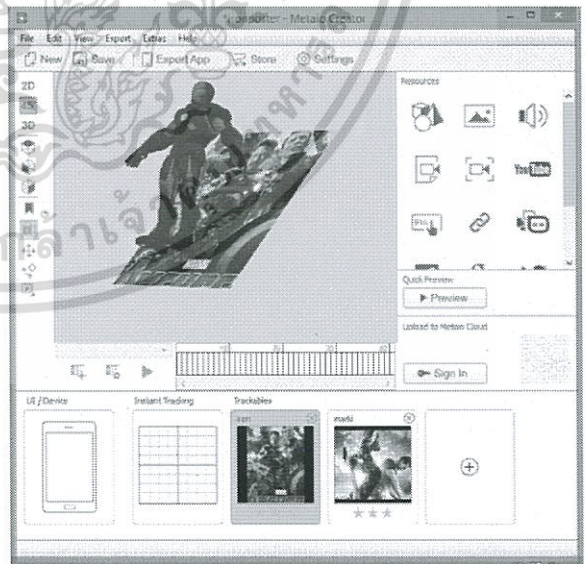 Metaio Creator
File Edit View Export Extras Help
New Save Export App Store Settings
Resources
2D
3D
YouTube
Quick Preview
Preview
Upload to Metaio Cloud
Sign In
UI / Device Instant Tracking Trackables